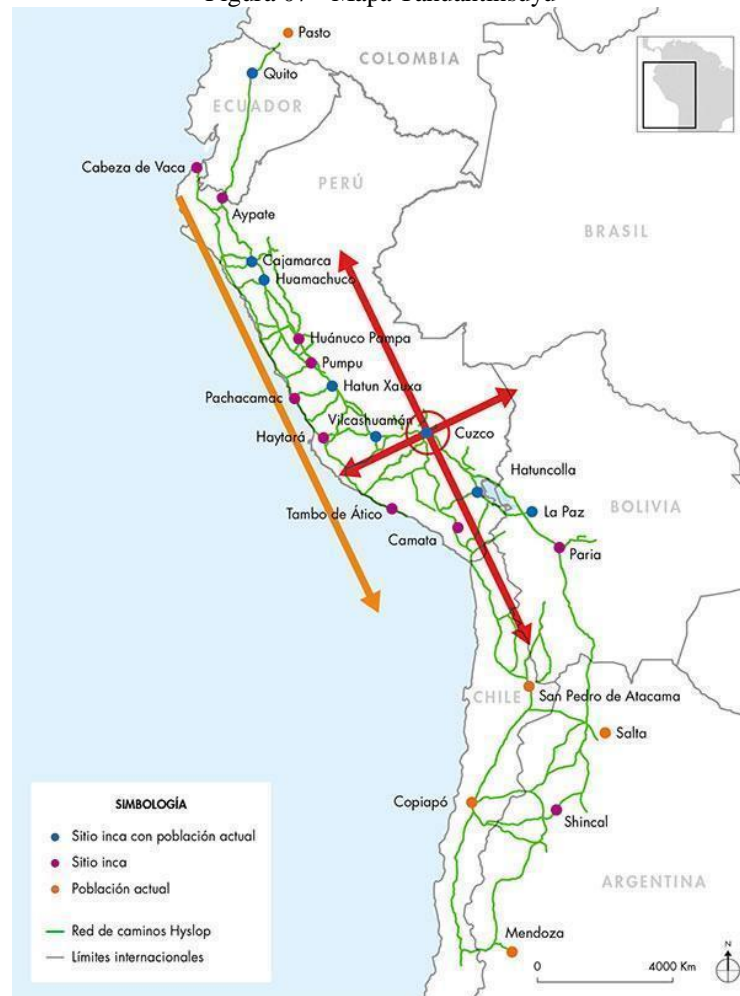 Pasto
COLOMBIA
Quito
ECUADOR
Cabeza de Vaca
PERÚ
Aypate
BRASIL
Cajamarca
Huamachuco
Huánuco Pampa
Pumpu
Hatun Xauxa
Pachacamac
Vilcashuamán
Haytará
Cuzco
Hatuncolla
Tambo de Ático
La Paz
BOLIVIA
Camata
Paria
CHILE
San Pedro de Atacama
Salta
Copiapó
Shincal
ARGENTINA
Mendoza
SIMBOLOGÍA
Sitio inca con población actual
Sitio inca
Población actual
Red de caminos Hyslop
Límites internacionales
N
0 4000 Km